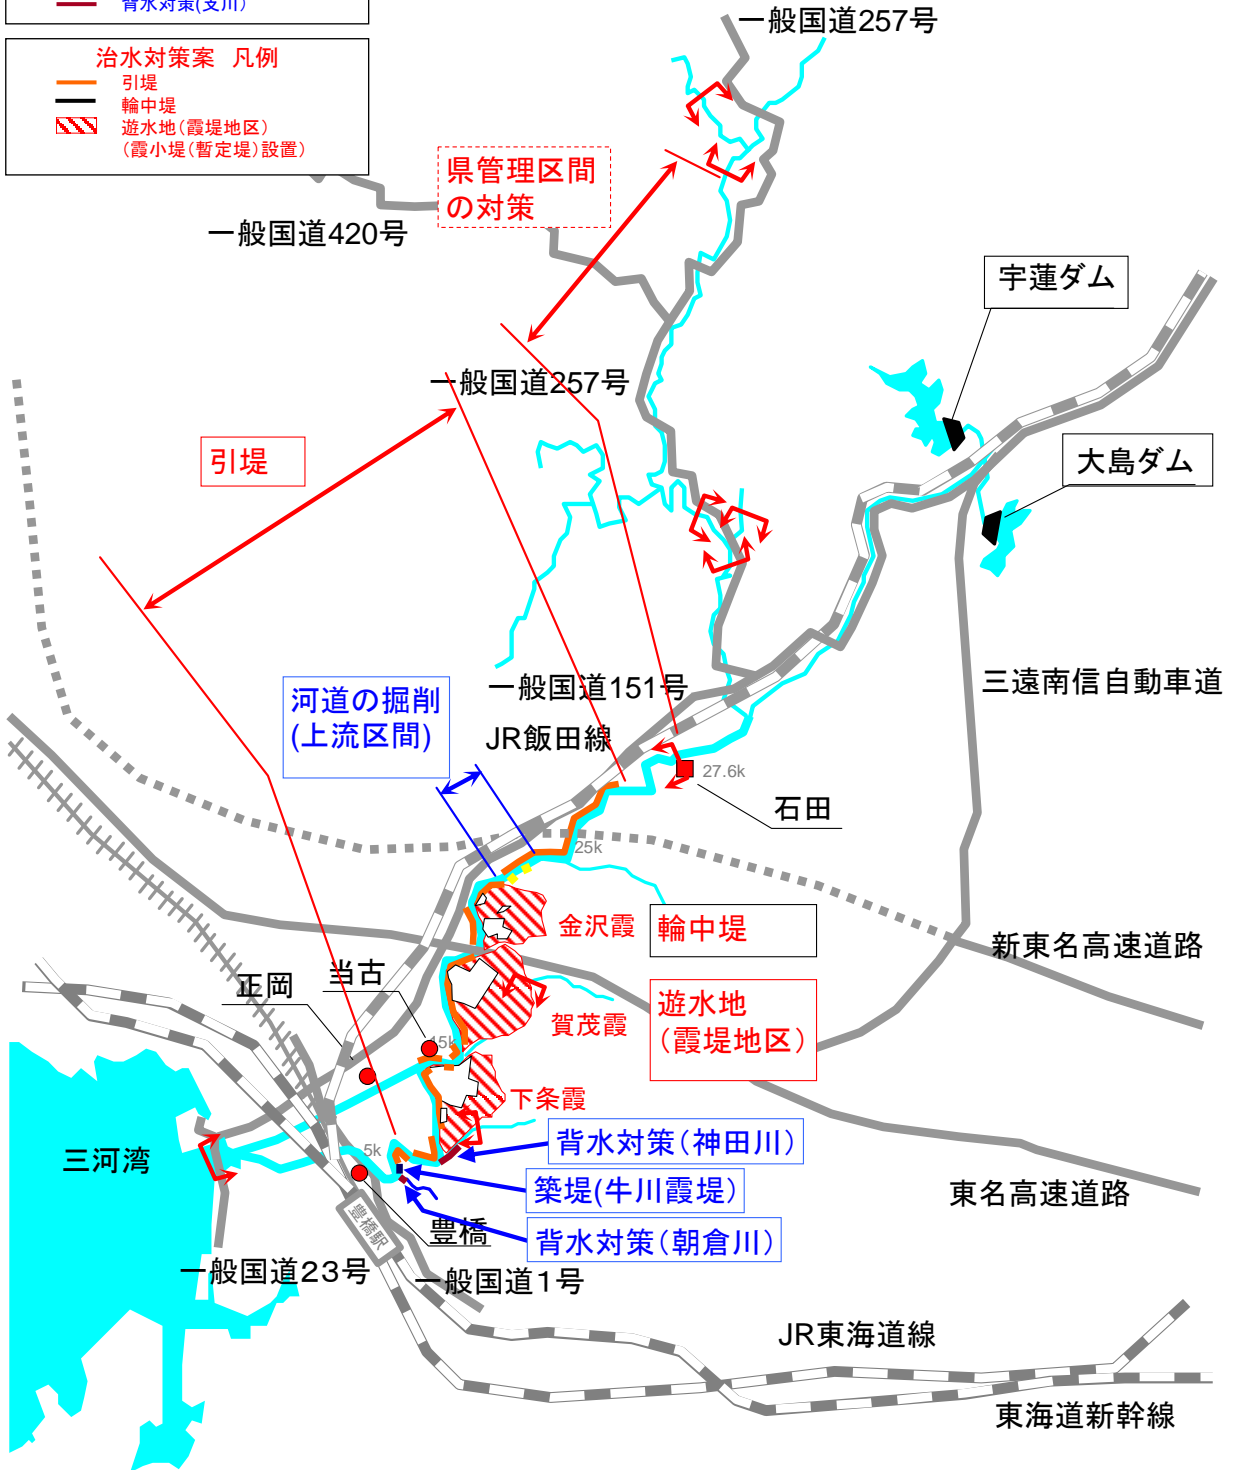 背水対策(支川)
治水対策案 凡例
引堤
輪中堤
遊水地(霞堤地区)
(霞小堤(暫定堤)設置)
一般国道257号
県管理区間
の対策
一般国道420号
宇蓮ダム
一般国道257号
引堤
大島ダム
河道の掘削
(上流区間)
一般国道151号
三遠南信自動車道
JR飯田線
27.6k
石田
25k
金沢霞
輪中堤
新東名高速道路
正岡
当古
遊水地
(霞堤地区)
賀茂霞
15k
下条霞
背水対策(神田川)
三河湾
5k
築堤(牛川霞堤)
東名高速道路
豊橋駅
豊橋
背水対策(朝倉川)
一般国道23号
一般国道1号
JR東海道線
東海道新幹線